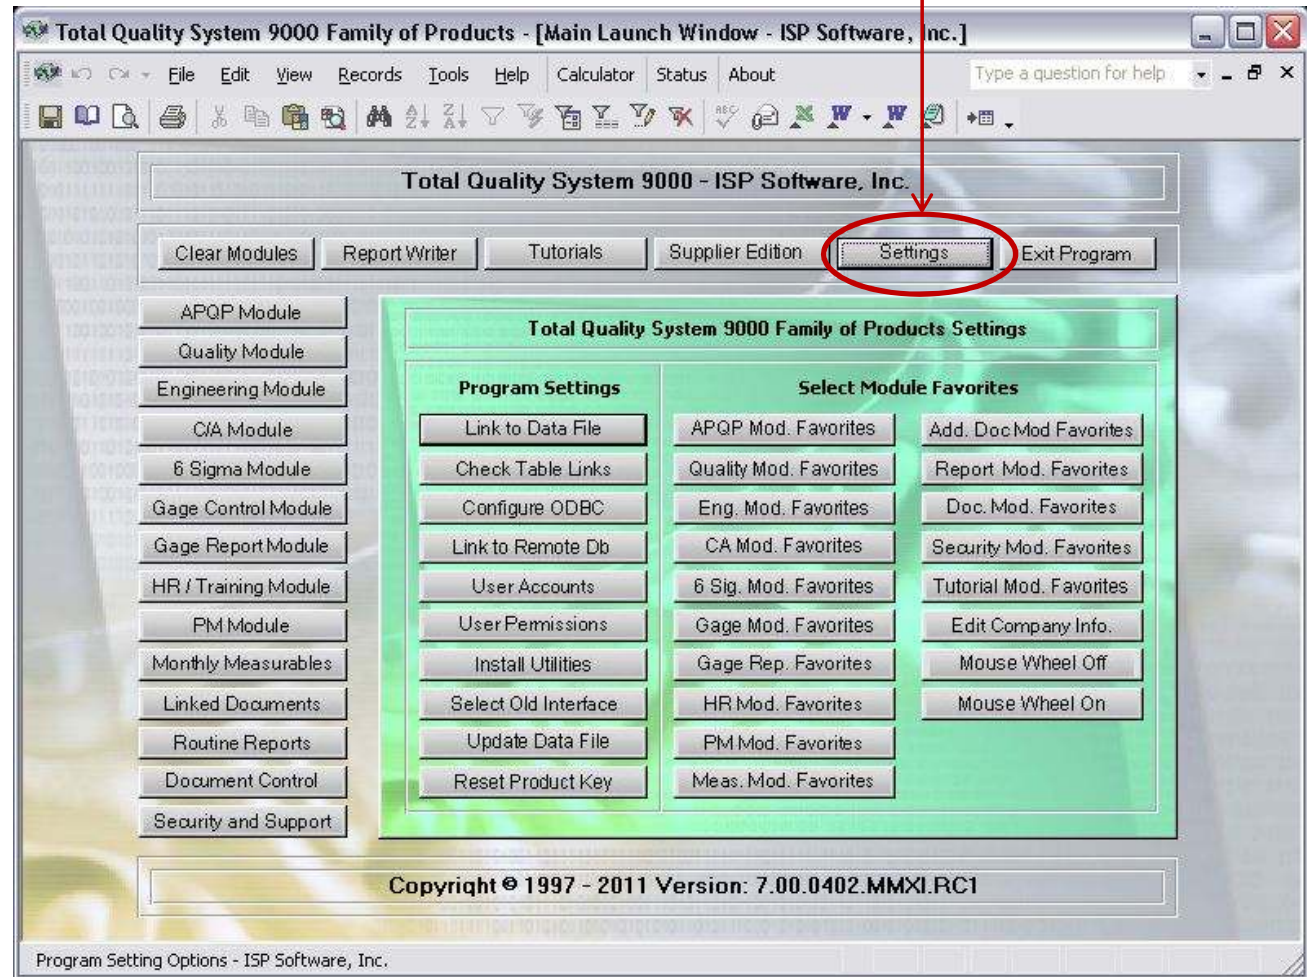 Total Quality System 9000 Family of Products - [Main Launch Window - ISP Software, Inc.]
File Edit View Records Tools Help Calculator Status About Type a question for help
Total Quality System 9000 - ISP Software, Inc.
Clear Modules Report Writer Tutorials Supplier Edition Settings Exit Program
APQP Module
Quality Module
Engineering Module
C/A Module
6 Sigma Module
Gage Control Module
Gage Report Module
HR / Training Module
PM Module
Monthly Measurables
Linked Documents
Routine Reports
Document Control
Security and Support
Total Quality System 9000 Family of Products Settings
Program Settings
Link to Data File
Check Table Links
Configure ODBC
Link to Remote Db
User Accounts
User Permissions
Install Utilities
Select Old Interface
Update Data File
Reset Product Key
Select Module Favorites
APQP Mod. Favorites
Quality Mod. Favorites
Eng. Mod. Favorites
CA Mod. Favorites
6 Sig. Mod. Favorites
Gage Mod. Favorites
Gage Rep. Favorites
HR Mod. Favorites
PM Mod. Favorites
Meas. Mod. Favorites
Add. Doc Mod Favorites
Report Mod. Favorites
Doc. Mod. Favorites
Security Mod. Favorites
Tutorial Mod. Favorites
Edit Company Info.
Mouse Wheel Off
Mouse Wheel On
Copyright © 1997 - 2011 Version: 7.00.0402.MMXI.RC1
Program Setting Options - ISP Software, Inc.